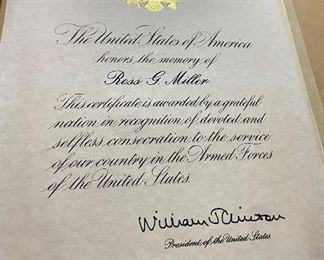 The United States of America
honors the memory of
Ross G. Miller
This certificate is awarded by a grateful
nation in recognition of devoted and
selfless consecration to the service
of our country in the Armed Forces
of the United States.
William J Clinton
President of the United States